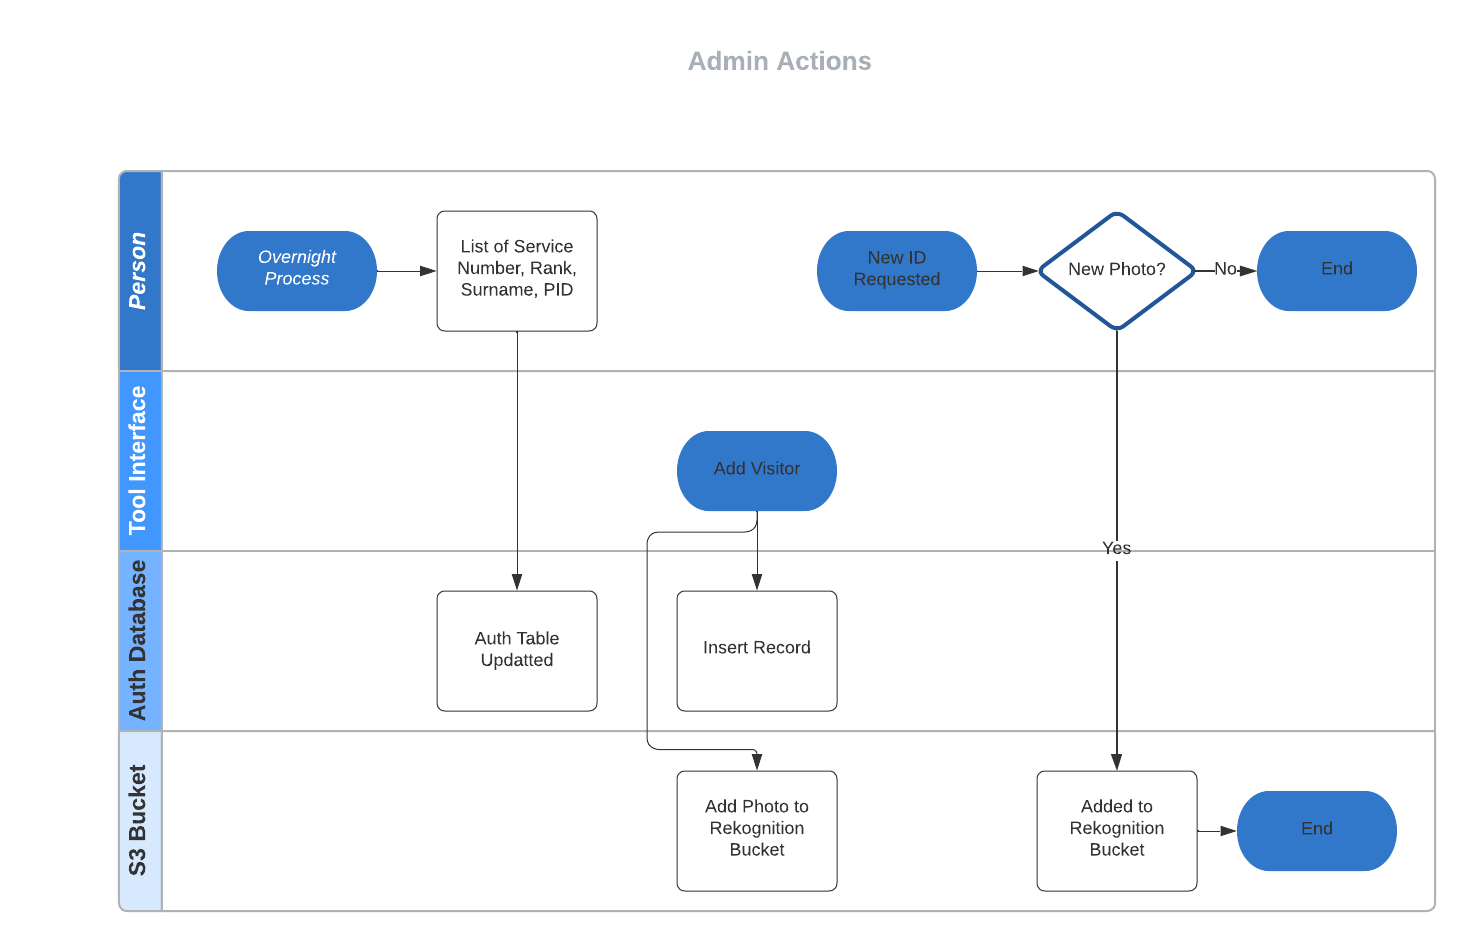 Admin Actions
Person
Overnight
Process
List of Service
Number, Rank,
Surname, PID
New ID
Requested
New Photo?
No
End
Tool Interface
Add Visitor
Yes
Auth Database
Auth Table
Updatted
Insert Record
S3 Bucket
Add Photo to
Rekognition
Bucket
Added to
Rekognition
Bucket
End